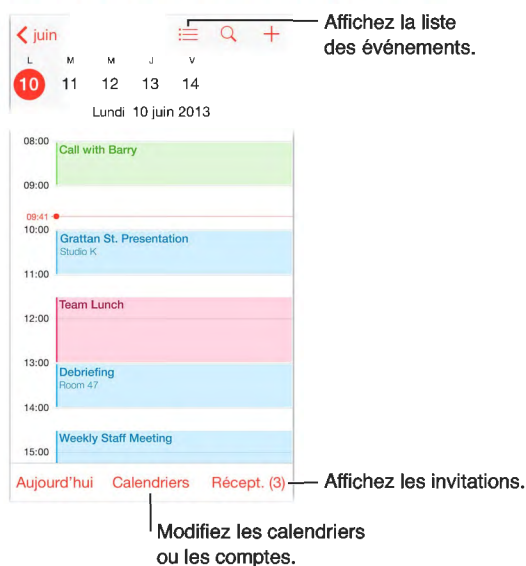 Affichez la liste
des événements.
juin
L M M J V
10 11 12 13 14
Lundi 10 juin 2013
08:00
Call with Barry
09:00
09:41
10:00
Grattan St. Presentation
Studio K
11:00
Team Lunch
12:00
13:00
Debriefing
Room 47
14:00
Weekly Staff Meeting
15:00
Aujourd'hui Calendriers Récept. (3)
Affichez les invitations.
Modifiez les calendriers
ou les comptes.